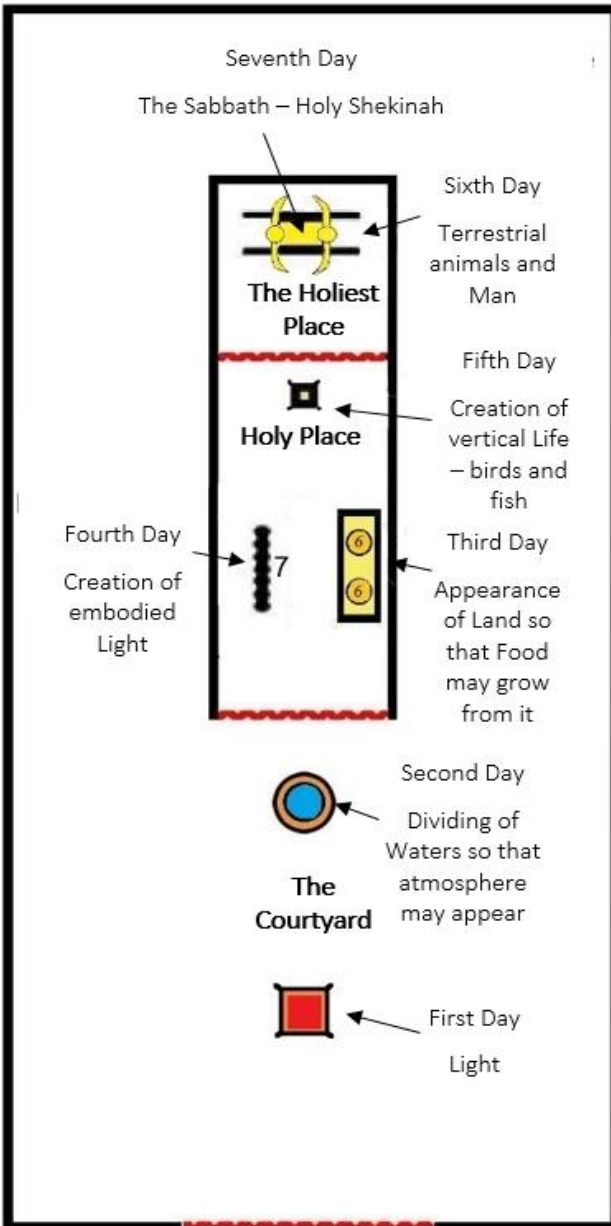 Seventh Day
The Sabbath – Holy Shekinah
Sixth Day
Terrestrial
animals and
Man
The Holiest
Place
Fifth Day
Creation of
vertical Life
– birds and
fish
Holy Place
Fourth Day
Creation of
embodied
Light
7
6
6
Third Day
Appearance
of Land so
that Food
may grow
from it
Second Day
Dividing of
Waters so that
atmosphere
may appear
The
Courtyard
First Day
Light